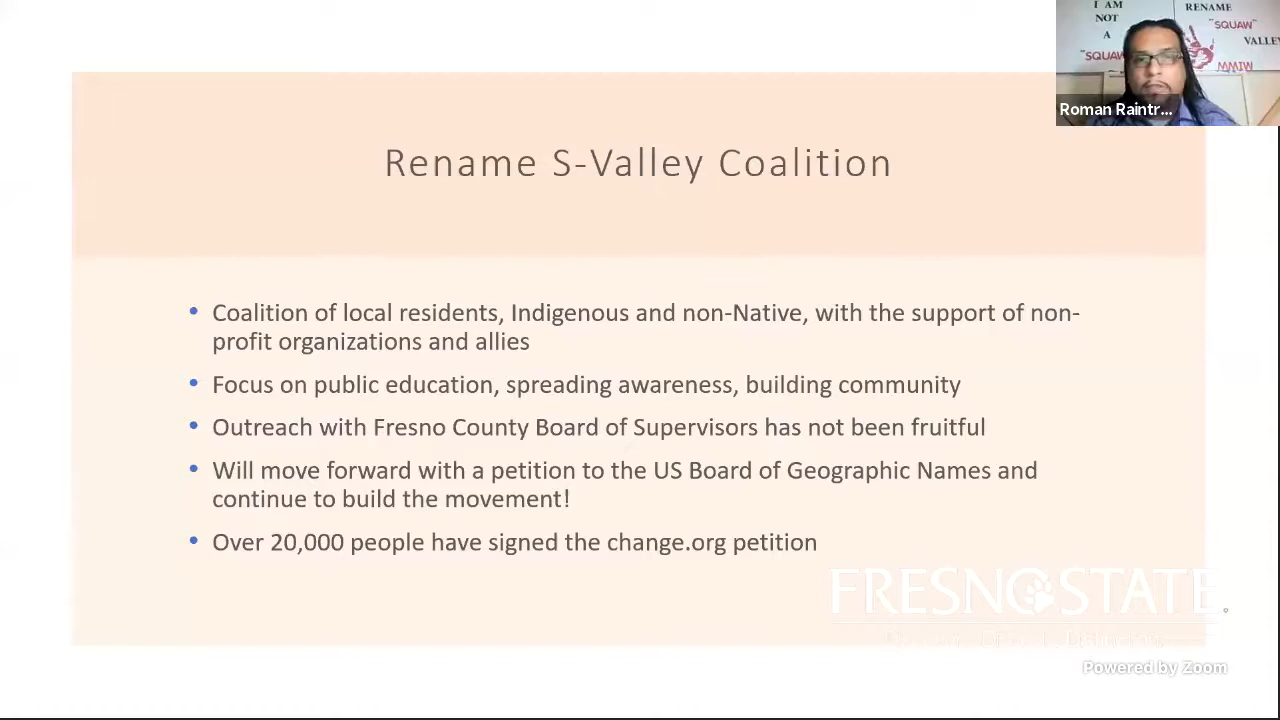 I AM
NOT
A
"SQUAW
RENAME
"SQUAW"
VALLEY
MMIW
Roman Raintr...
Rename S-Valley Coalition
• Coalition of local residents, Indigenous and non-Native, with the support of non-
profit organizations and allies
• Focus on public education, spreading awareness, building community
• Outreach with Fresno County Board of Supervisors has not been fruitful
• Will move forward with a petition to the US Board of Geographic Names and
continue to build the movement!
• Over 20,000 people have signed the change.org petition
FRESNO STATE
Powered by Zoom